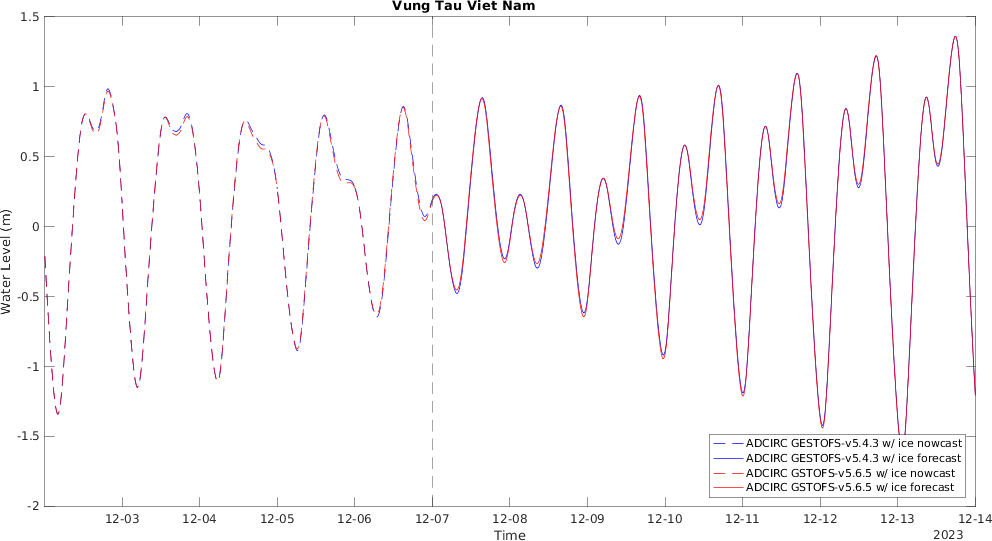 Vung Tau Viet Nam
1.5
1
0.5
0
-0.5
-1
-1.5
-2
Water Level (m)
ADCIRC GESTOFS-v5.4.3 w/ ice nowcast
ADCIRC GESTOFS-v5.4.3 w/ ice forecast
ADCIRC GSTOFS-v5.6.5 w/ ice nowcast
ADCIRC GSTOFS-v5.6.5 w/ ice forecast
12-03 12-04 12-05 12-06 12-07 12-08 12-09 12-10 12-11 12-12 12-13 12-14
Time
2023